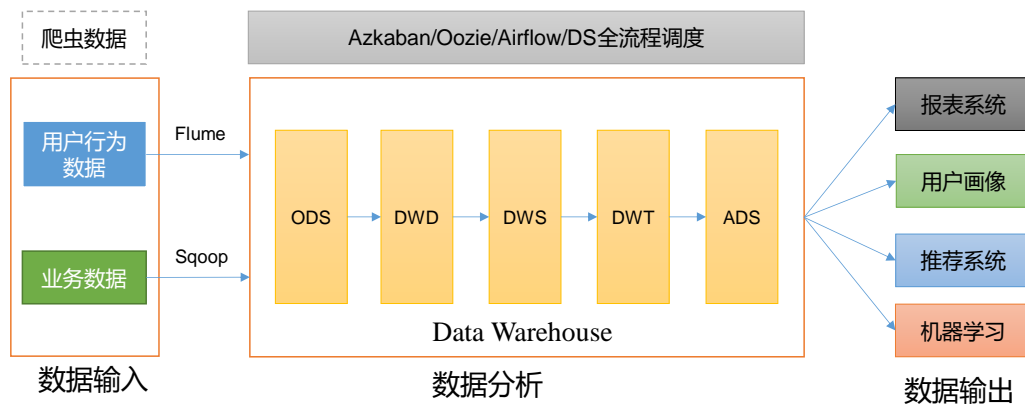 爬虫数据
Azkaban/Oozie/Airflow/DS全流程调度
用户行为
数据
Flume
业务数据
Sqoop
ODS
DWD
DWS
DWT
ADS
Data Warehouse
报表系统
用户画像
推荐系统
机器学习
数据输入
数据分析
数据输出